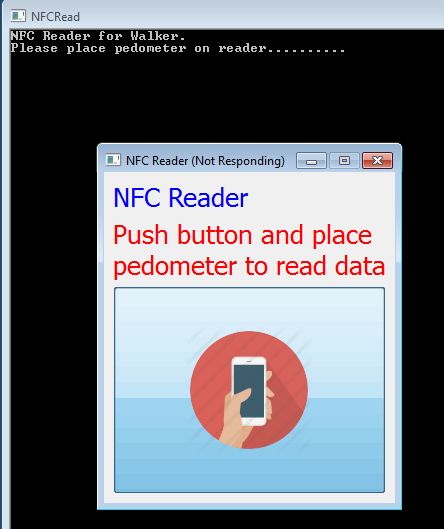 NFCRead
NFC Reader for Walker.
Please place pedometer on reader..........
NFC Reader (Not Responding)
NFC Reader
Push button and place
pedometer to read data